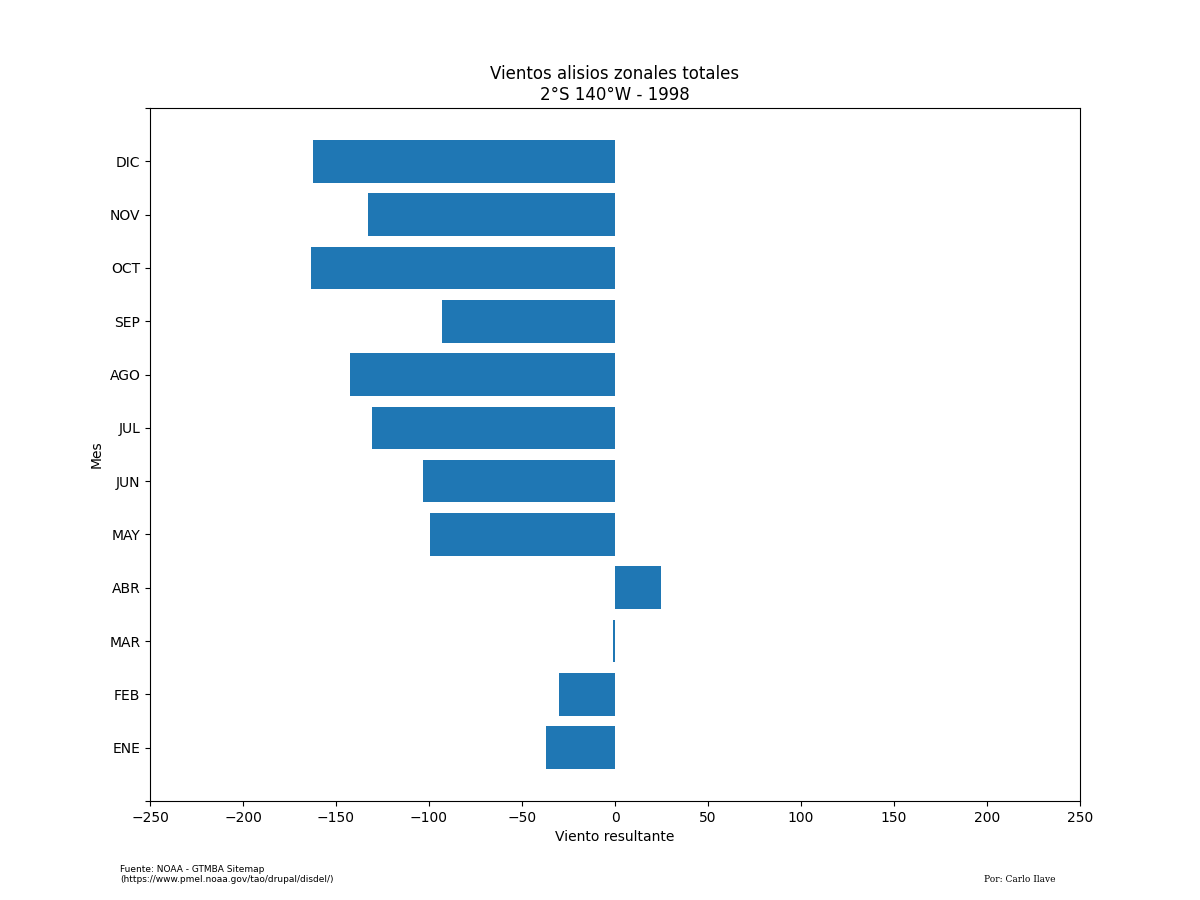 Vientos alisios zonales totales
2°S 140°W - 1998
DIC
NOV
OCT
SEP
AGO
JUL
JUN
MAY
ABR
MAR
FEB
ENE
Mes
−250 −200 −150 −100 −50 0 50 100 150 200 250
Viento resultante
Fuente: NOAA - GTMBA Sitemap
(https://www.pmel.noaa.gov/tao/drupal/disdel/)
Por: Carlo Ilave